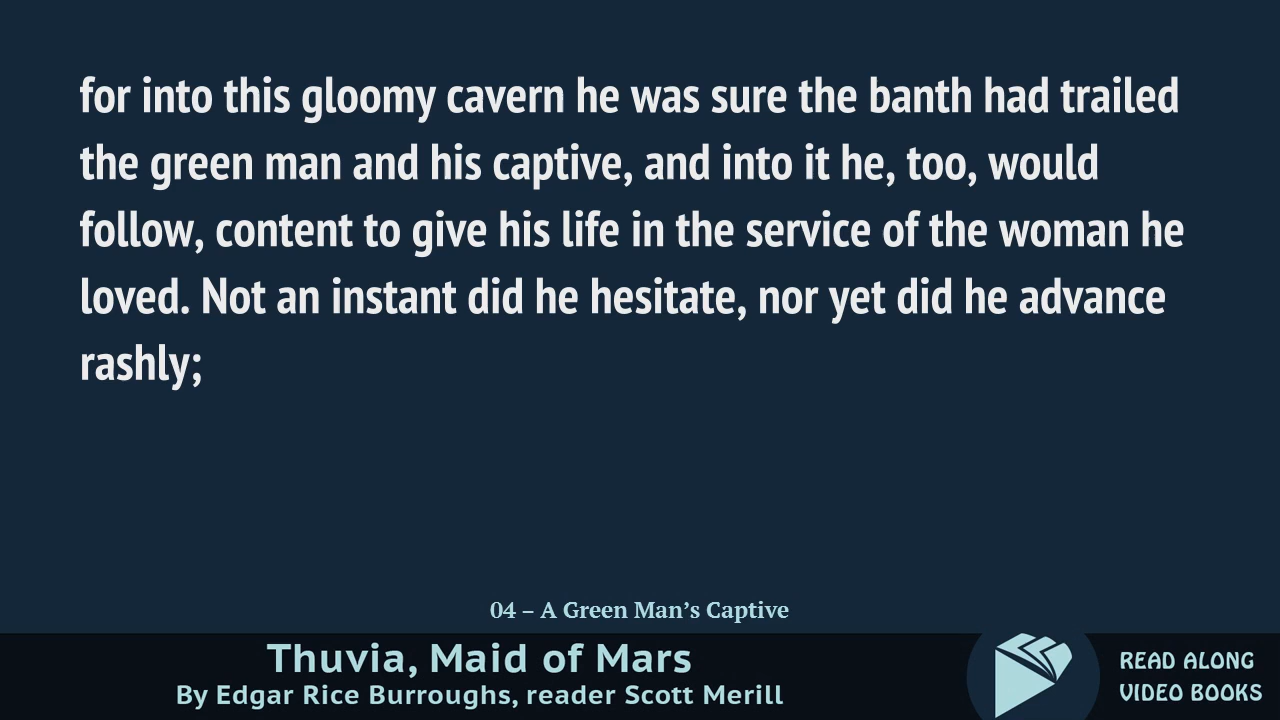 for into this gloomy cavern he was sure the banth had trailed
the green man and his captive, and into it he, too, would
follow, content to give his life in the service of the woman he
loved. Not an instant did he hesitate, nor yet did he advance
rashly;
04 – A Green Man’s Captive
Thuvia, Maid of Mars
By Edgar Rice Burroughs, reader Scott Merill
READ ALONG
VIDEO BOOKS